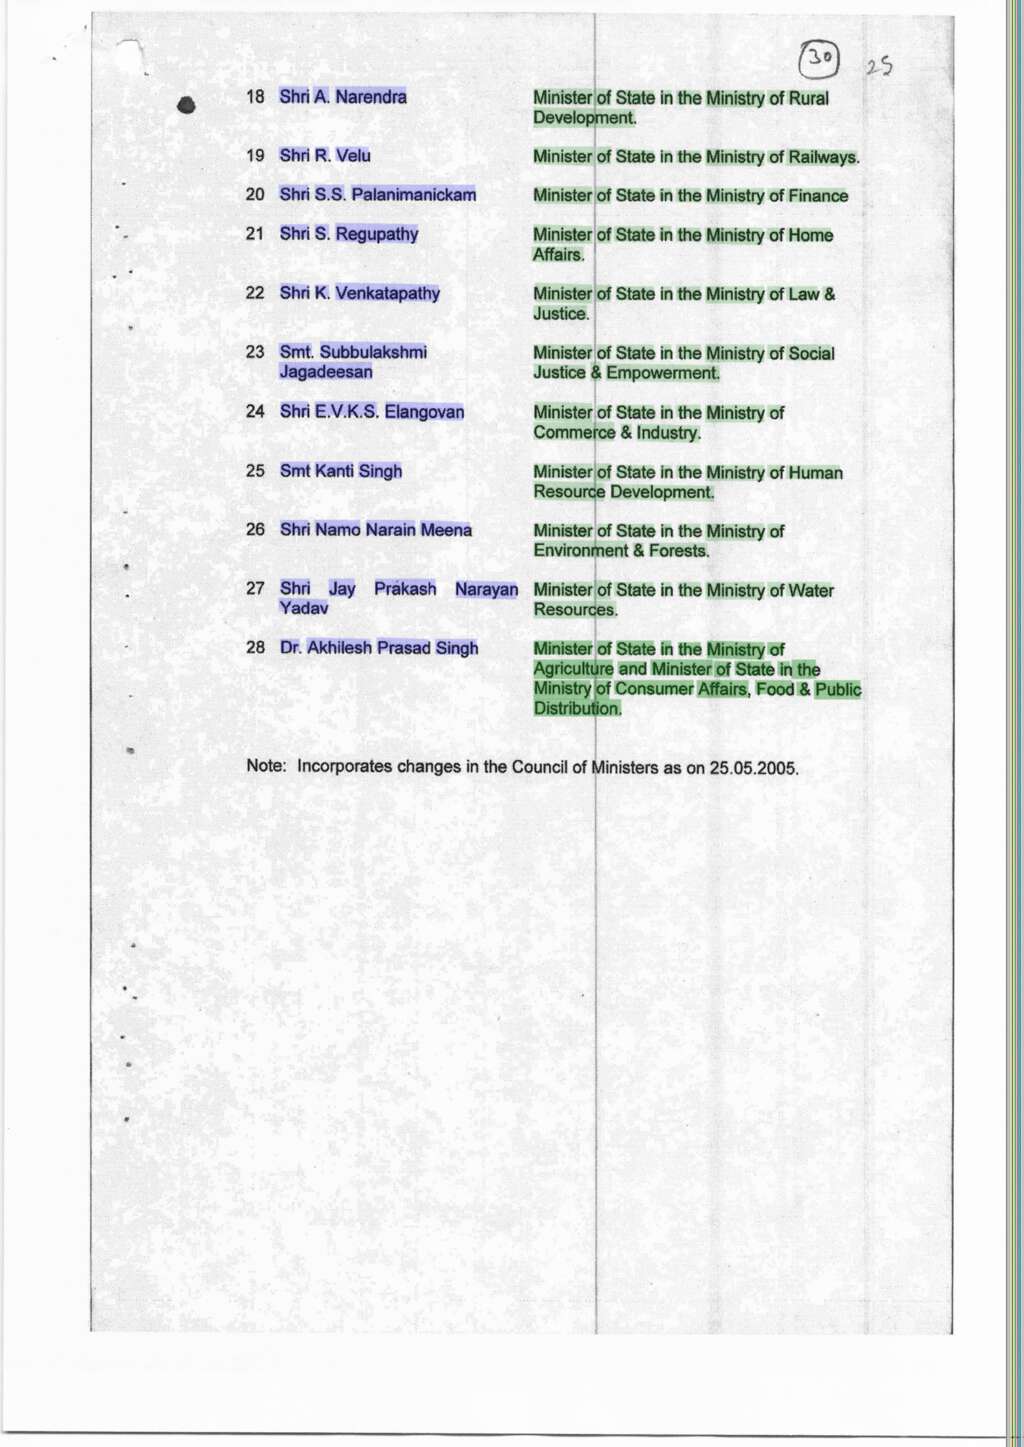 30 25
18 Shri A. Narendra Minister of State in the Ministry of Rural
Development.
19 Shri R. Velu Minister of State in the Ministry of Railways.
20 Shri S.S. Palanimanickam Minister of State in the Ministry of Finance
21 Shri S. Regupathy Minister of State in the Ministry of Home
Affairs.
22 Shri K. Venkatapathy Minister of State in the Ministry of Law &
Justice.
23 Smt. Subbulakshmi Minister of State in the Ministry of Social
Jagadeesan Justice & Empowerment.
24 Shri E.V.K.S. Elangovan Minister of State in the Ministry of
Commerce & Industry.
25 Smt Kanti Singh Minister of State in the Ministry of Human
Resource Development.
26 Shri Namo Narain Meena Minister of State in the Ministry of
Environment & Forests.
27 Shri Jay Prakash Narayan Minister of State in the Ministry of Water
Yadav Resources.
28 Dr. Akhilesh Prasad Singh Minister of State in the Ministry of
Agriculture and Minister of State in the
Ministry of Consumer Affairs, Food & Public
Distribution.
Note: Incorporates changes in the Council of Ministers as on 25.05.2005.